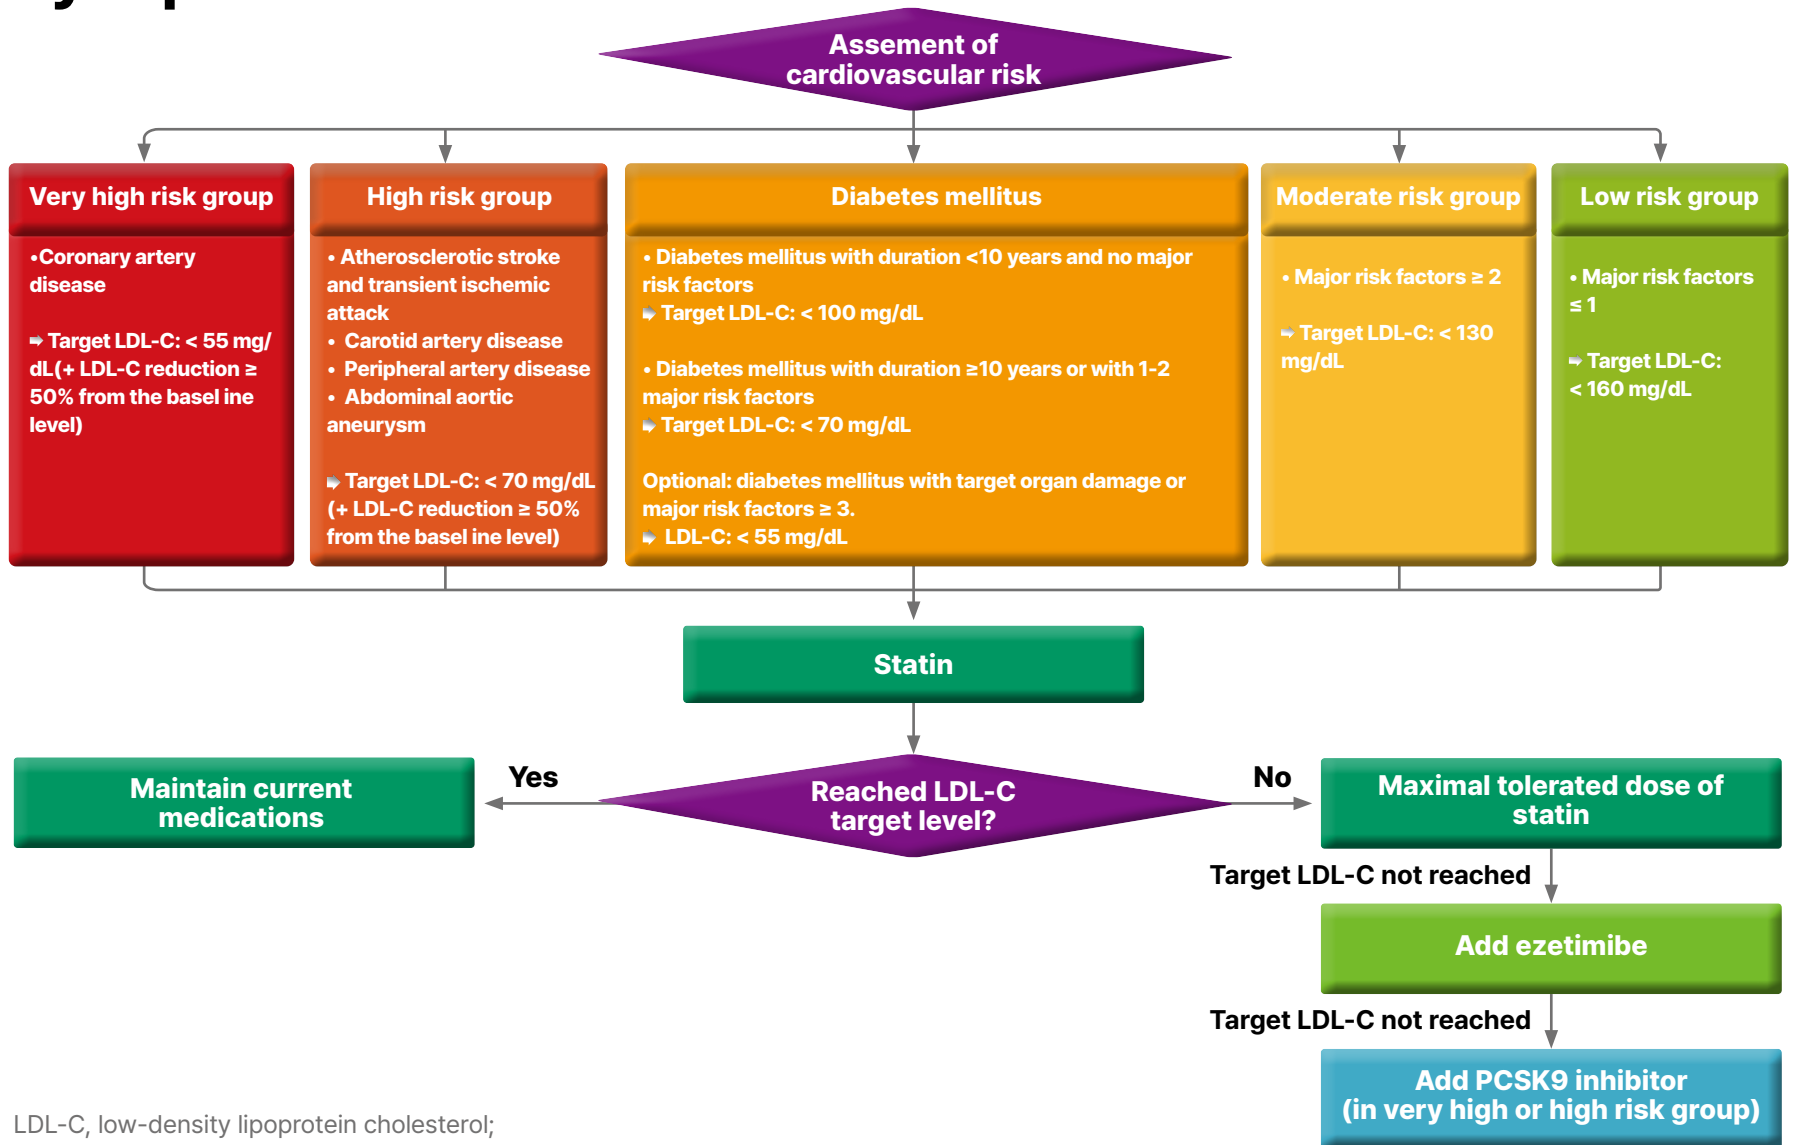 Assement of
cardiovascular risk
Very high risk group
•Coronary artery
disease
➡ Target LDL-C: < 55 mg/
dL(+ LDL-C reduction ≥
50% from the basel ine
level)
High risk group
• Atherosclerotic stroke
and transient ischemic
attack
• Carotid artery disease
• Peripheral artery disease
• Abdominal aortic
aneurysm
➡ Target LDL-C: < 70 mg/dL
(+ LDL-C reduction ≥ 50%
from the basel ine level)
Diabetes mellitus
• Diabetes mellitus with duration <10 years and no major
risk factors
➡ Target LDL-C: < 100 mg/dL
• Diabetes mellitus with duration ≥10 years or with 1-2
major risk factors
➡ Target LDL-C: < 70 mg/dL
Optional: diabetes mellitus with target organ damage or
major risk factors ≥ 3.
➡ LDL-C: < 55 mg/dL
Moderate risk group
• Major risk factors ≥ 2
➡ Target LDL-C: < 130
mg/dL
Low risk group
• Major risk factors
≤ 1
➡ Target LDL-C:
< 160 mg/dL
Statin
Reached LDL-C
target level?
Yes
Maintain current
medications
No
Maximal tolerated dose of
statin
Target LDL-C not reached
Add ezetimibe
Target LDL-C not reached
Add PCSK9 inhibitor
(in very high or high risk group)
LDL-C, low-density lipoprotein cholesterol;